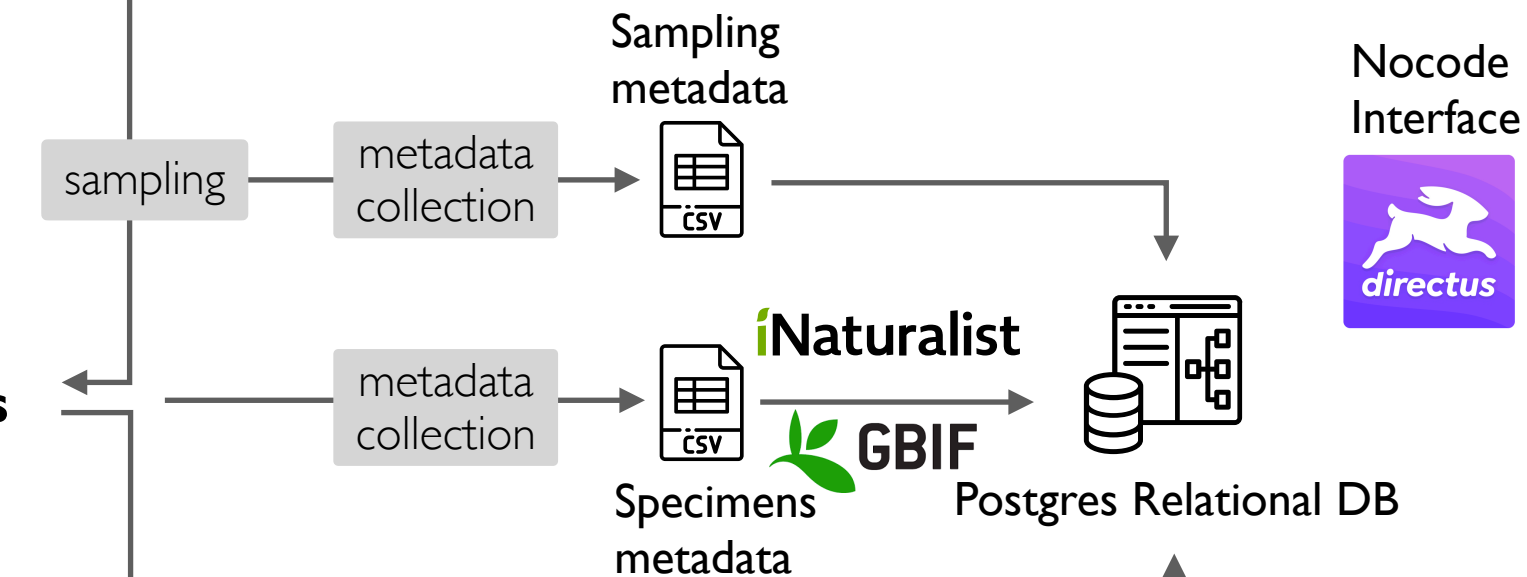 Sampling
metadata
Nocode
Interface
sampling
metadata
collection
CSV
directus
iNaturalist
metadata
collection
CSV
GBIF
s
Specimens
metadata
Postgres Relational DB